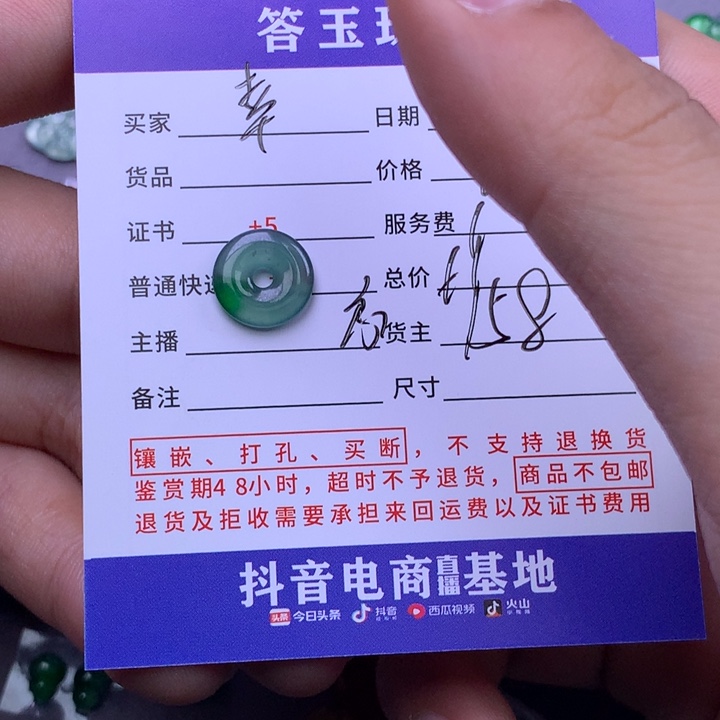 答玉
买家 幸 日期
货品 价格
证书 +5 服务费
普通快 总价
主播 货主 58
备注 尺寸
镶嵌、打孔、买断，不支持退换货
鉴赏期48小时，超时不予退货，商品不包邮
退货及拒收需要承担来回运费以及证书费用
抖音电商直播基地
头条 今日头条 抖音 西瓜视频 火山